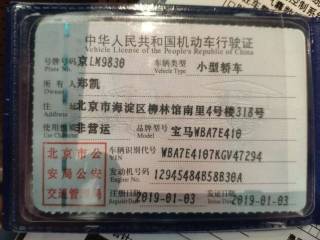 中华人民共和国机动车行驶证
Vehicle License of the People's Republic of China
号牌号码 京LM9830 车辆类型 小型轿车
Plate No. Vehicle Type
所有人 郑凯
住址 北京市海淀区柳林馆南里4号楼318号
Address
使用性质 非营运 品牌型号 宝马WBA7E410
车辆识别代号 WBA7E4107KGV47294
VIN
北京市公安局公安交通管理局
发动机号码 12945484B58B30A
Engine No.
注册日期 2019-01-03 发证日期 2019-01-03